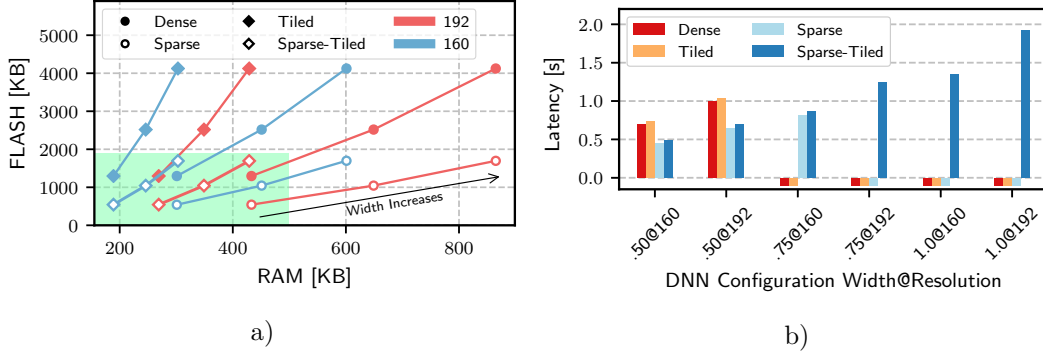 Dense
Tiled
192
Sparse
Sparse-Tiled
160
5000
4000
3000
2000
1000
0
FLASH [KB]
200
400
600
800
RAM [KB]
Width Increases
a)
Dense
Sparse
Tiled
Sparse-Tiled
2.0
1.5
1.0
0.5
0.0
Latency [s]
.50@160
.50@192
.75@160
.75@192
1.0@160
1.0@192
DNN Configuration Width@Resolution
b)